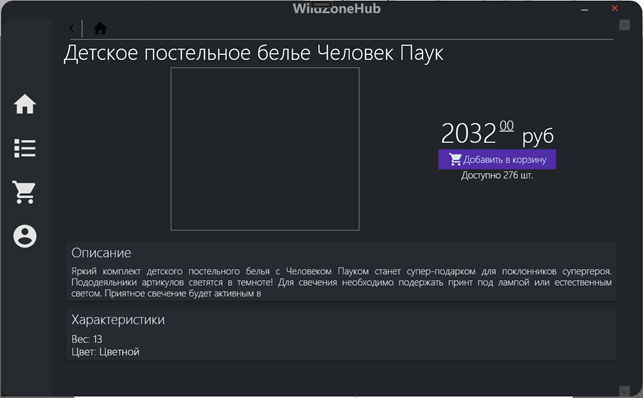 WildZoneHub
Детское постельное белье Человек Паук
2032 00 руб
Добавить в корзину
Доступно 276 шт.
Описание
Яркий комплект детского постельного белья с Человеком Пауком станет супер-подарком для поклонников супергероя.
Пододеяльники артикулов светятся в темноте! Для свечения необходимо подержать принт под лампой или естественным
светом. Приятное свечение будет активным в
Характеристики
Вес: 13
Цвет: Цветной